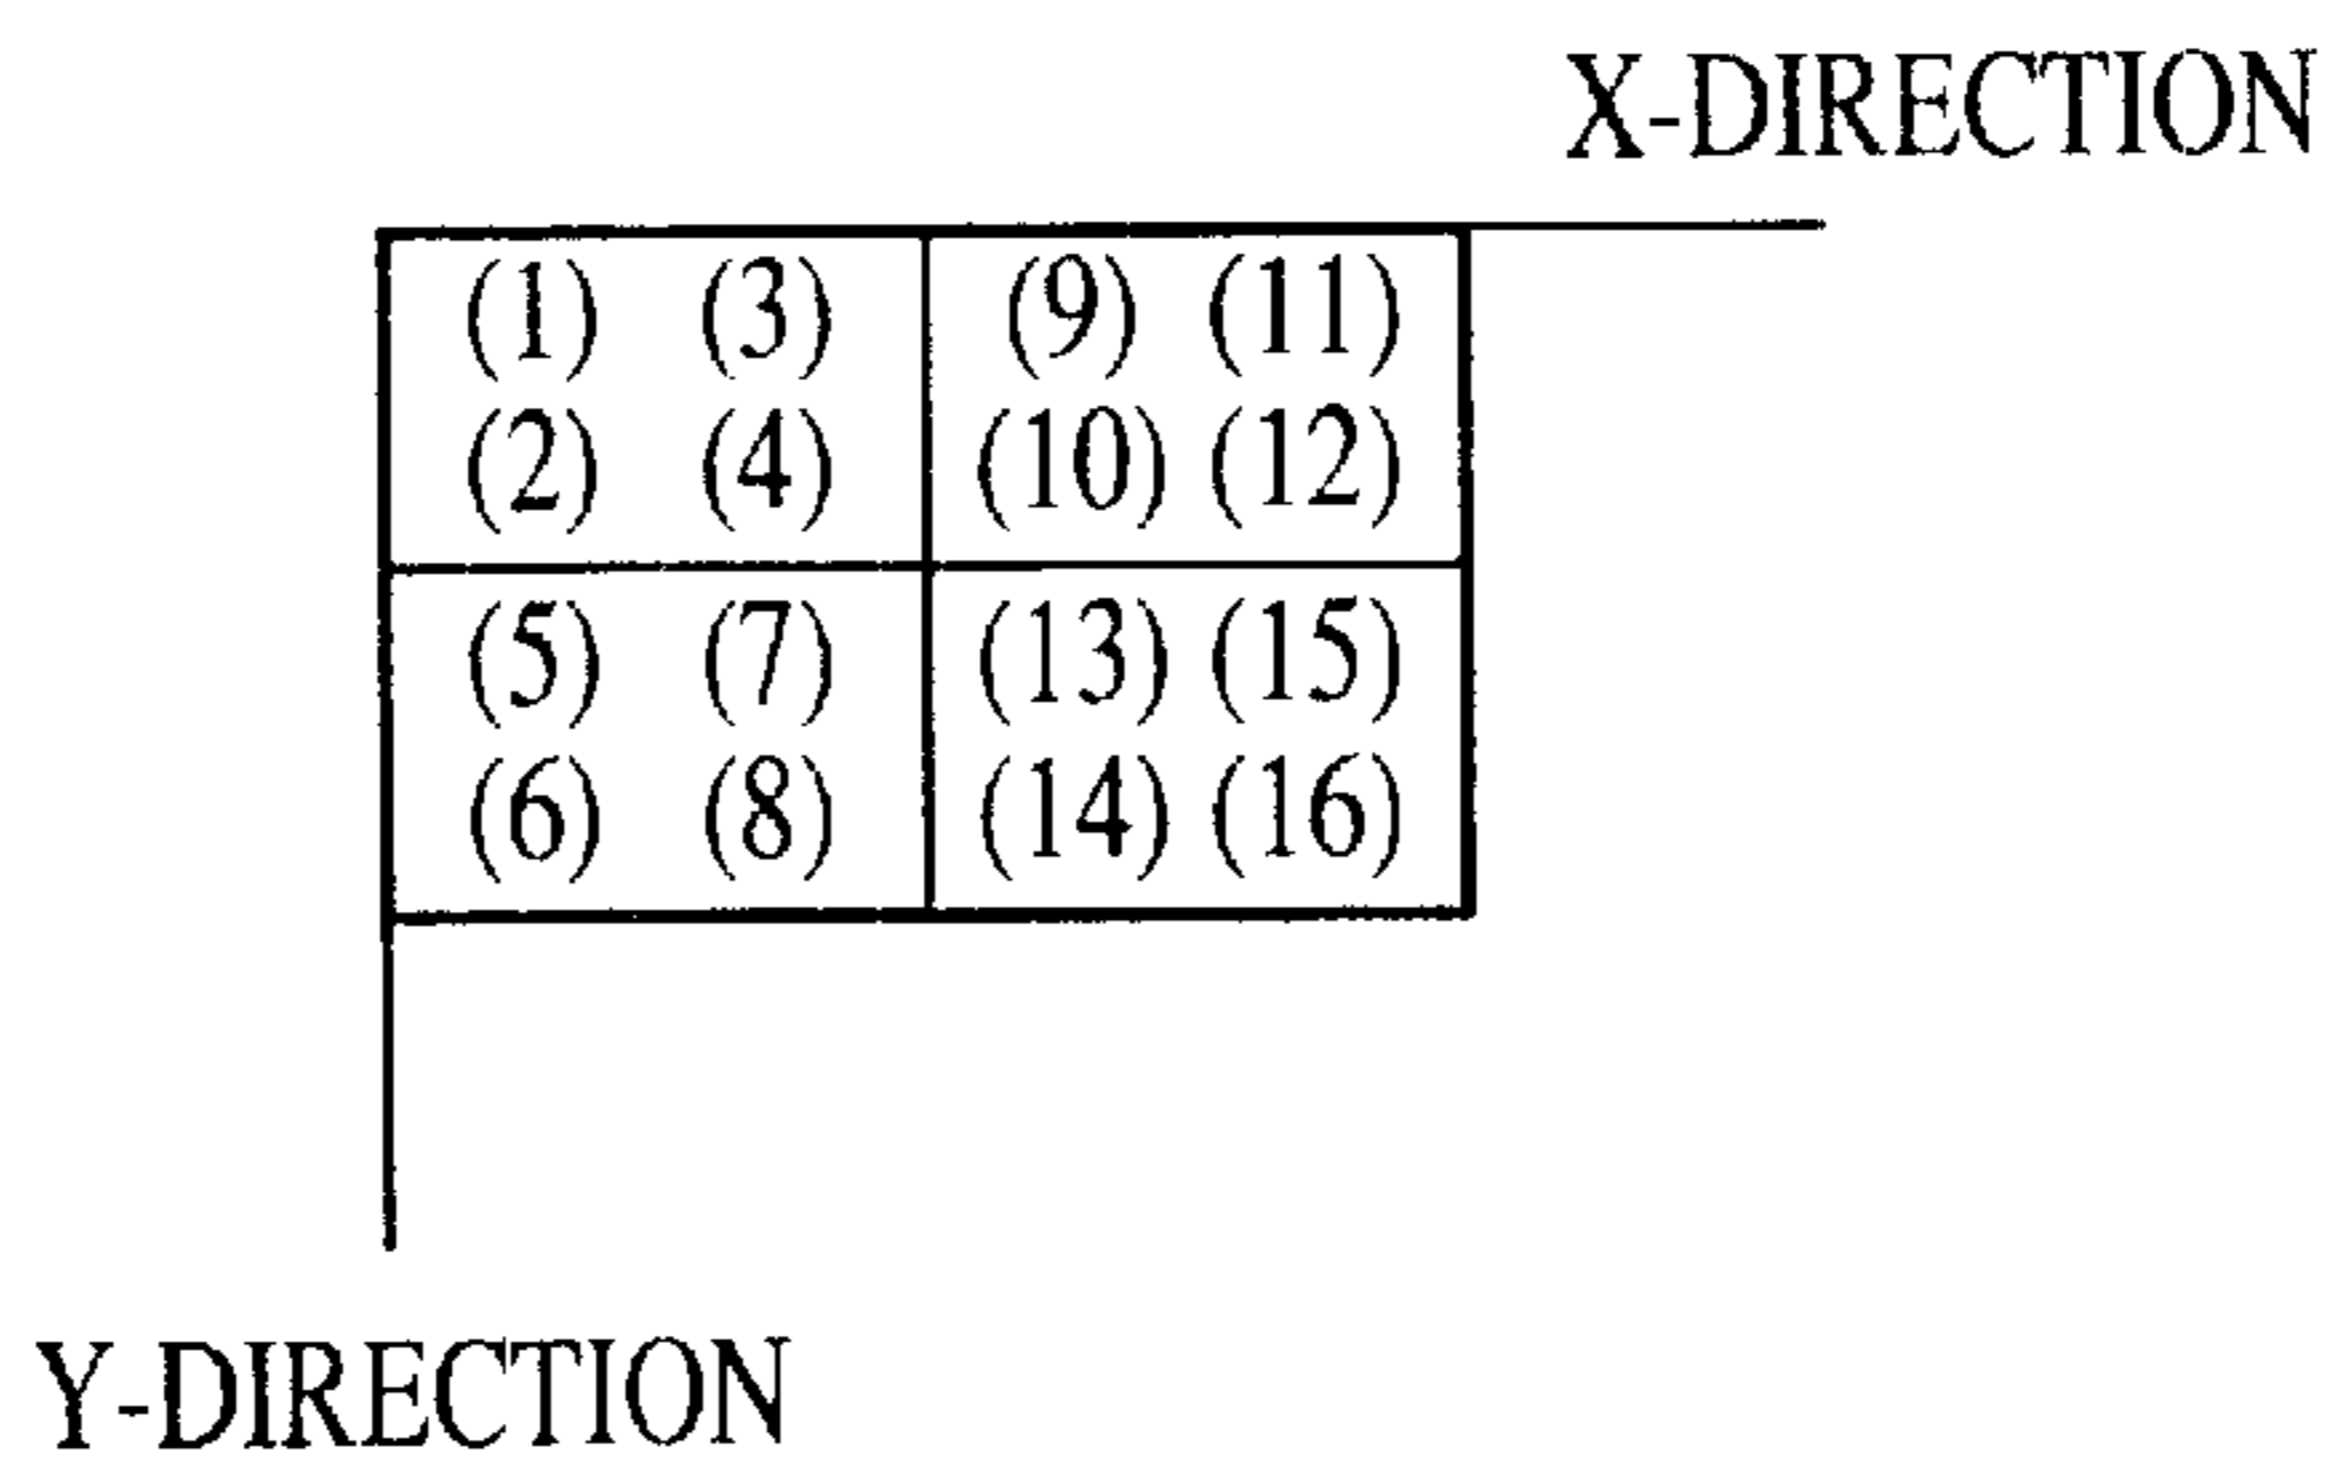 X-DIRECTION
(1) (3) (9) (11)
(2) (4) (10) (12)
(5) (7) (13) (15)
(6) (8) (14) (16)
Y-DIRECTION